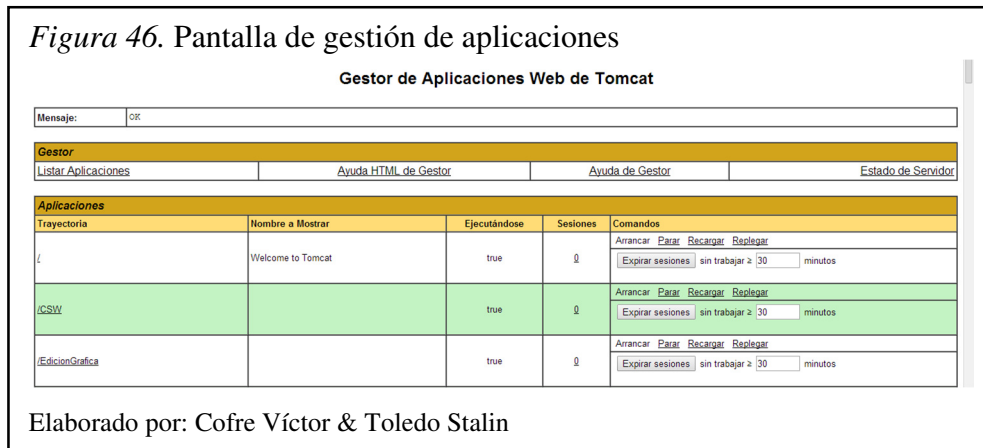 Figura 46. Pantalla de gestión de aplicaciones
Gestor de Aplicaciones Web de Tomcat
Mensaje: OK
Gestor
Listar Aplicaciones Ayuda HTML de Gestor Ayuda de Gestor Estado de Servidor
Aplicaciones
Trayectoria Nombre a Mostrar Ejecutándose Sesiones Comandos
Arrancar Parar Recargar Replegar
/ Welcome to Tomcat true 0
Expirar sesiones sin trabajar ≥ 30 minutos
Arrancar Parar Recargar Replegar
/CSW true 0
Expirar sesiones sin trabajar ≥ 30 minutos
Arrancar Parar Recargar Replegar
/EdicionGrafica true 0
Expirar sesiones sin trabajar ≥ 30 minutos
Elaborado por: Cofre Víctor & Toledo Stalin